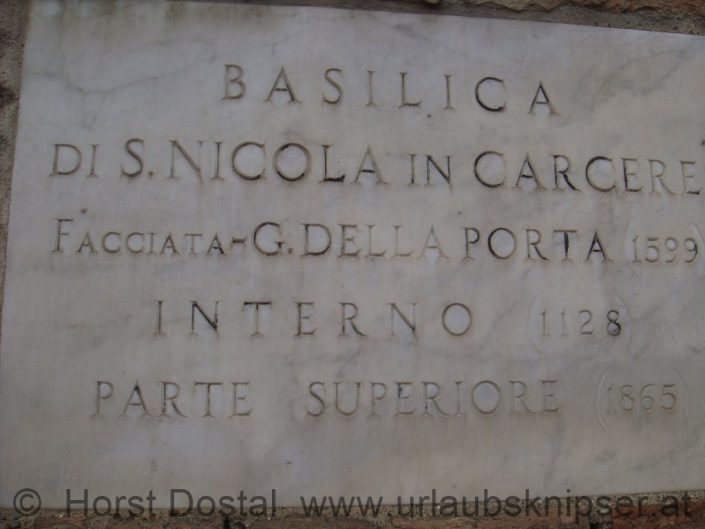 BASILICA
DI S. NICOLA IN CARCERE
FACCIATA-G. DELLA PORTA (1599)
INTERNO (1128)
PARTE SUPERIORE (1865)
© Horst Dostal www.urlaubsknipser.at